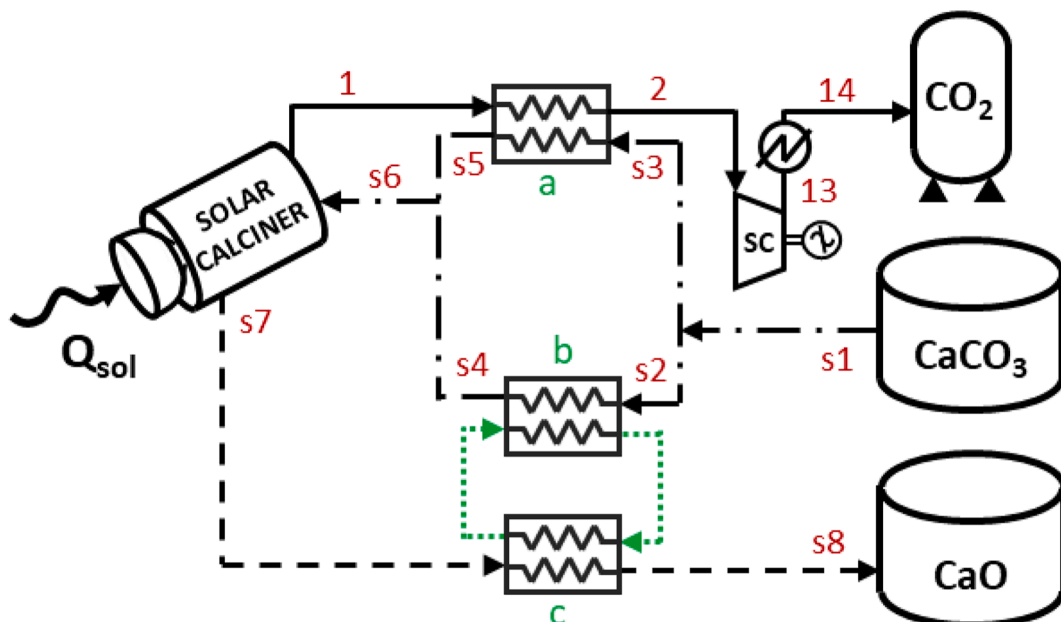 1
2
14
CO2
s5
s3
13
s6
a
SOLAR
CALCINER
SC
s7
Qsol
b
s4
s2
s1
CaCO3
s8
CaO
c